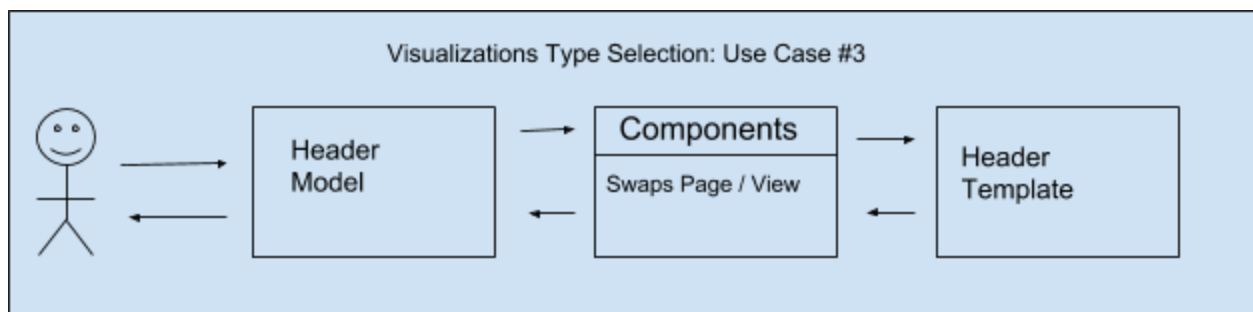 Visualizations Type Selection: Use Case #3
Header
Model
Components
Swaps Page / View
Header
Template